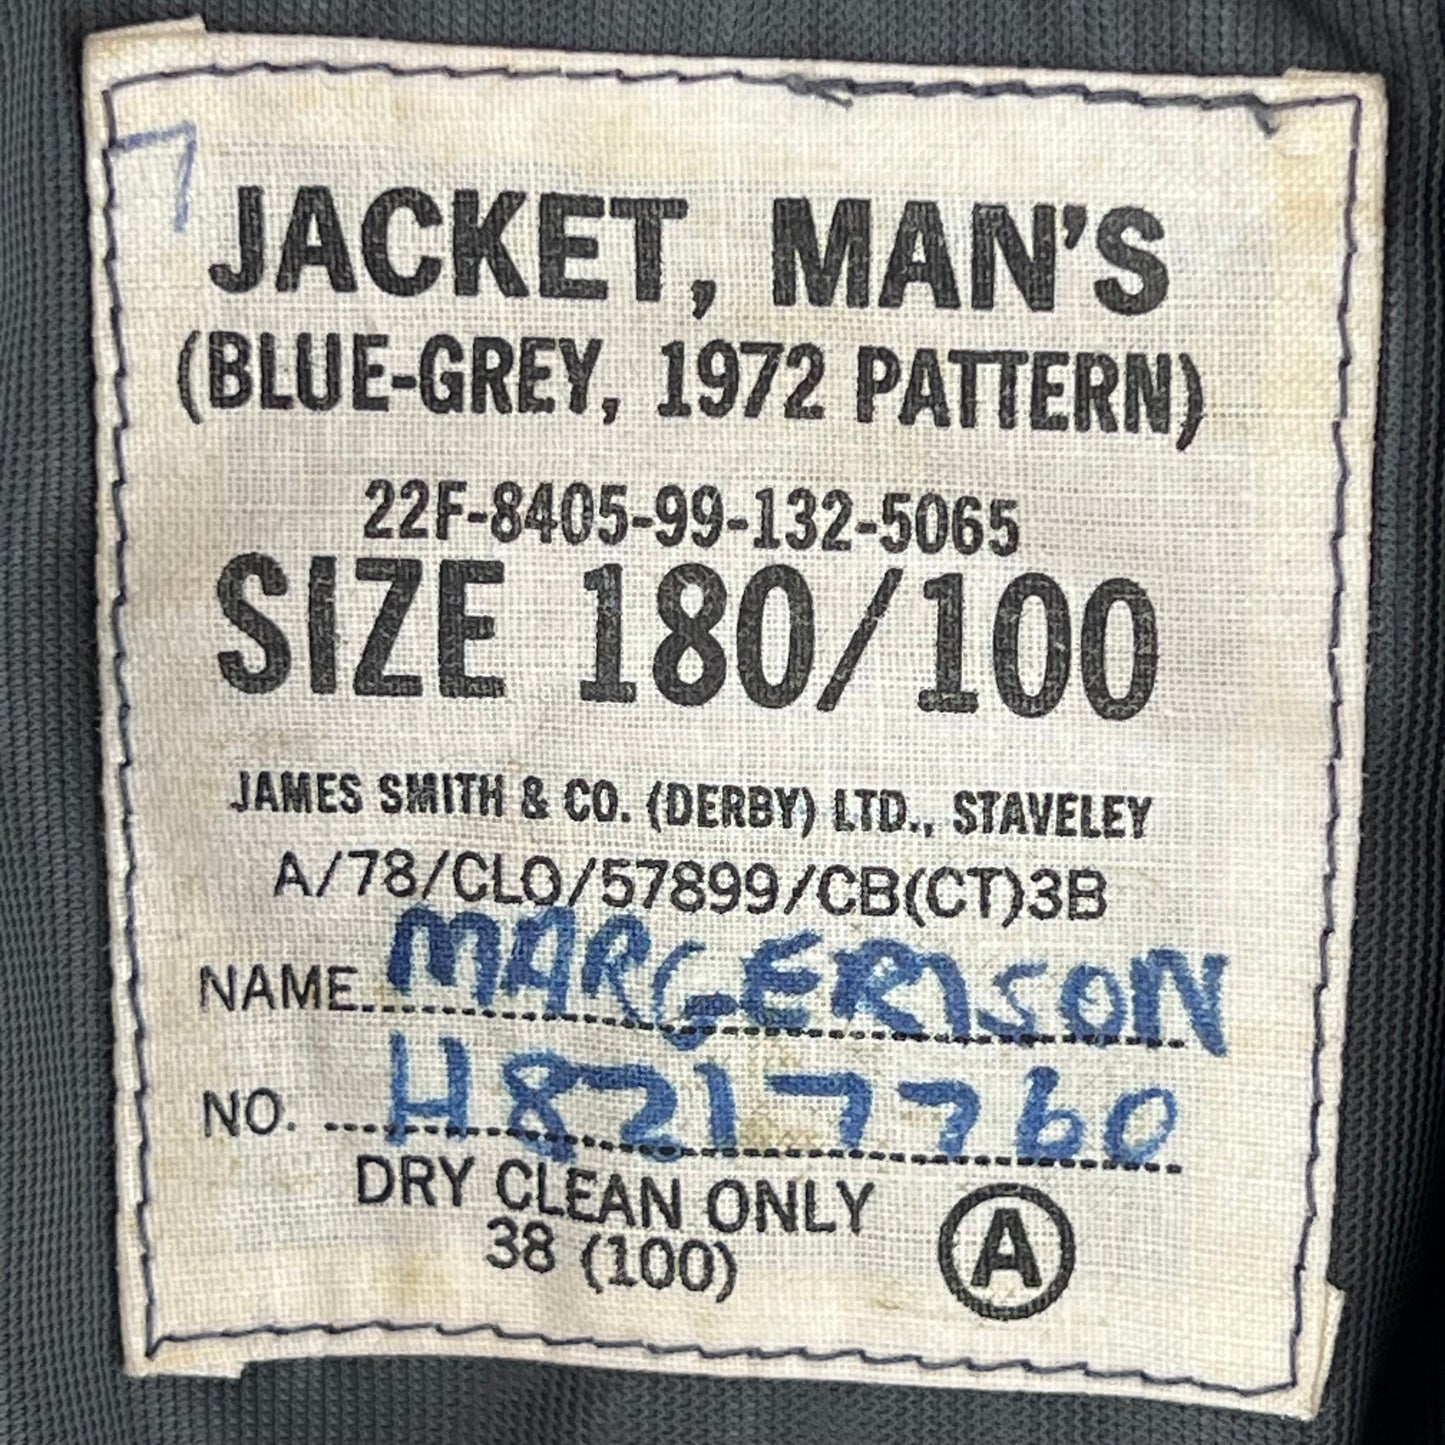 7
JACKET, MAN'S
(BLUE-GREY, 1972 PATTERN)
22F-8405-99-132-5065
SIZE 180/100
JAMES SMITH & CO. (DERBY) LTD., STAVELEY
A/78/CLO/57899/CB(CT)3B
NAME MARGERISON
NO. H8217760
DRY CLEAN ONLY
38 (100) A